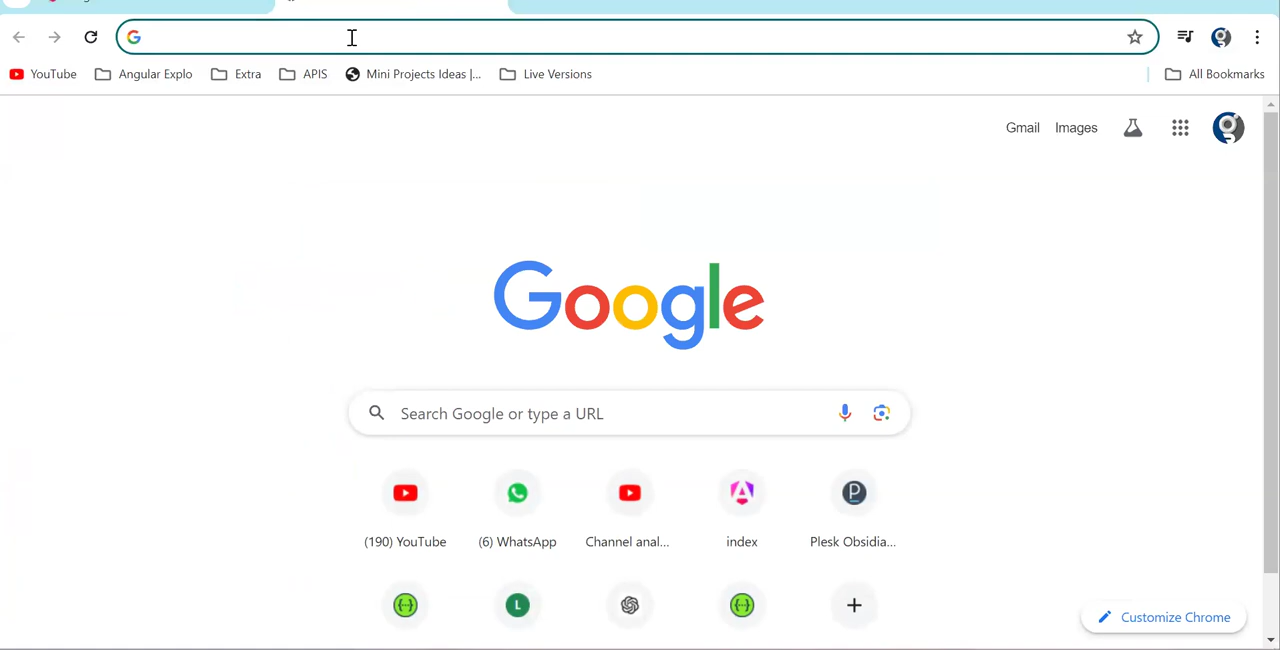 YouTube Angular Explo Extra APIS Mini Projects Ideas |... Live Versions All Bookmarks
Gmail Images
Google
Search Google or type a URL
(190) YouTube (6) WhatsApp Channel anal... index Plesk Obsidia...
L
Customize Chrome